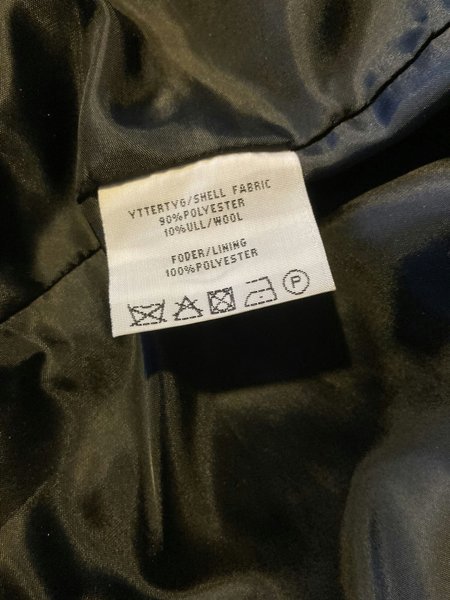 YTTERTYG/SHELL FABRIC
90%POLYESTER
10%ULL/WOOL
FODER/LINING
100%POLYESTER
P